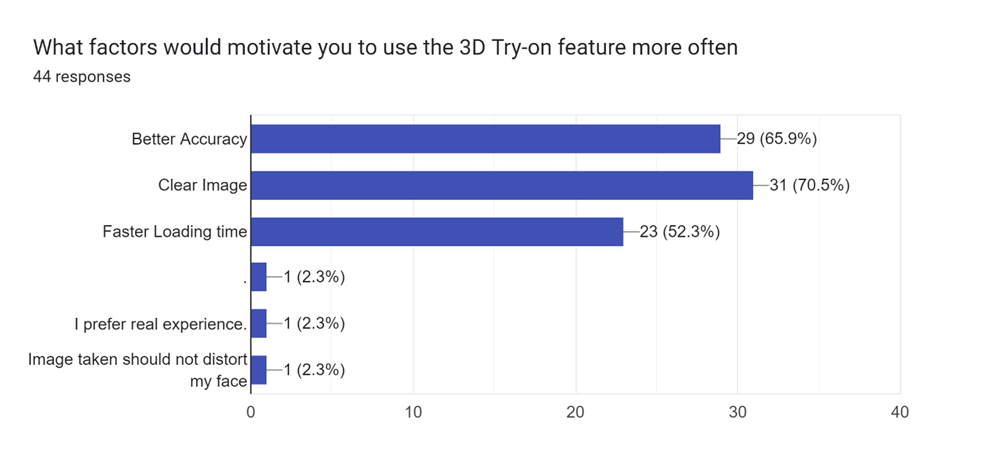 What factors would motivate you to use the 3D Try-on feature more often
44 responses
Better Accuracy
29 (65.9%)
Clear Image
31 (70.5%)
Faster Loading time
23 (52.3%)
.
1 (2.3%)
I prefer real experience.
1 (2.3%)
Image taken should not distort
my face
1 (2.3%)
0
10
20
30
40